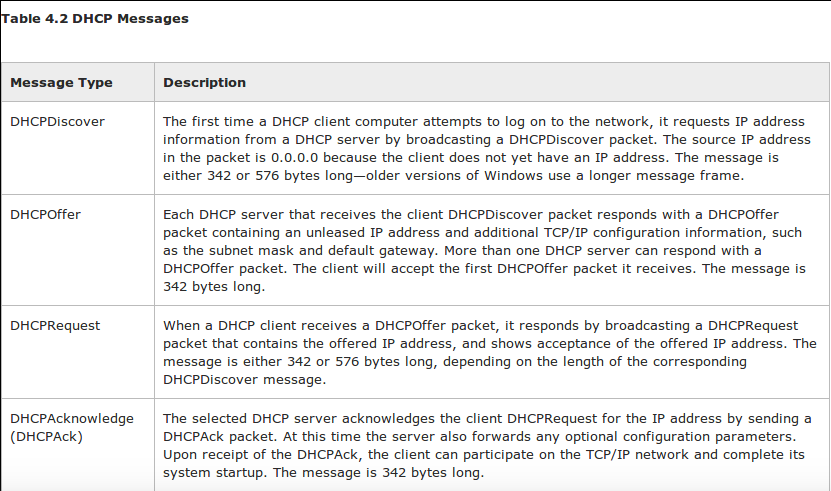 Table 4.2 DHCP Messages
Message Type
Description
DHCPDiscover
The first time a DHCP client computer attempts to log on to the network, it requests IP address
information from a DHCP server by broadcasting a DHCPDiscover packet. The source IP address
in the packet is 0.0.0.0 because the client does not yet have an IP address. The message is
either 342 or 576 bytes long—older versions of Windows use a longer message frame.
DHCPOffer
Each DHCP server that receives the client DHCPDiscover packet responds with a DHCPOffer
packet containing an unleased IP address and additional TCP/IP configuration information, such
as the subnet mask and default gateway. More than one DHCP server can respond with a
DHCPOffer packet. The client will accept the first DHCPOffer packet it receives. The message is
342 bytes long.
DHCPRequest
When a DHCP client receives a DHCPOffer packet, it responds by broadcasting a DHCPRequest
packet that contains the offered IP address, and shows acceptance of the offered IP address. The
message is either 342 or 576 bytes long, depending on the length of the corresponding
DHCPDiscover message.
DHCPAcknowledge
(DHCPAck)
The selected DHCP server acknowledges the client DHCPRequest for the IP address by sending a
DHCPAck packet. At this time the server also forwards any optional configuration parameters.
Upon receipt of the DHCPAck, the client can participate on the TCP/IP network and complete its
system startup. The message is 342 bytes long.